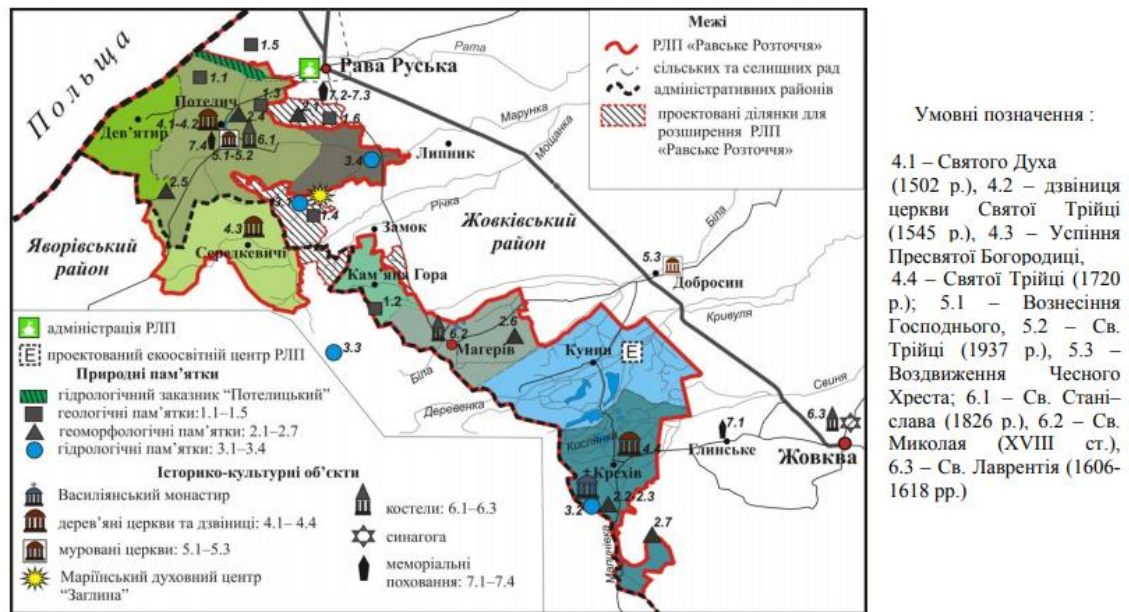 Польща
1.5
Рава Руська
Рата
1.1
Потелич
1.3
7.2-7.3
2.4
2.1
1.6
4.1-4.2
Дев'ятир
7.4
6.1
5.1-5.2
Марунка
Мощанка
Липник
3.4
2.5
3.1
1.4
Річка
4.3
Середкевичі
Замок
Яворівський
район
Жовківський
район
Кам'яна Гора
Біла
5.3
Добросин
1.2
6.2
Магерів
2.6
Кривуля
Кунин
Е
3.3
Біла
Деревенка
Свиня
Кислянка
4.4
7.1
Глинське
6.3
Жовква
Крехів
2.2-2.3
3.2
2.7
Межі
РЛП «Равське Розточчя»
сільських та селищних рад
адміністративних районів
проектовані ділянки для
розширення РЛП
«Равське Розточчя»
адміністрація РЛП
Е проектований екоосвітній центр РЛП
Природні пам'ятки
гідрологічний заказник “Потелицький”
геологічні пам'ятки:1.1–1.5
геоморфологічні пам'ятки: 2.1–2.7
гідрологічні пам'ятки: 3.1–3.4
Історико-культурні об'єкти
Василіянський монастир
дерев'яні церкви та дзвіниці: 4.1– 4.4
муровані церкви: 5.1–5.3
Маріїнський духовний центр
“Заглина”
костели: 6.1–6.3
синагога
меморіальні
поховання: 7.1–7.4
Умовні позначення :
4.1 – Святого Духа
(1502 р.), 4.2 – дзвіниця
церкви Святої Трійці
(1545 р.), 4.3 – Успіння
Пресвятої Богородиці,
4.4 – Святої Трійці (1720
р.); 5.1 – Вознесіння
Господнього, 5.2 – Св.
Трійці (1937 р.), 5.3 –
Воздвиження Чесного
Хреста; 6.1 – Св. Стані–
слава (1826 р.), 6.2 – Св.
Миколая (XVIII ст.),
6.3 – Св. Лаврентія (1606-
1618 рр.)